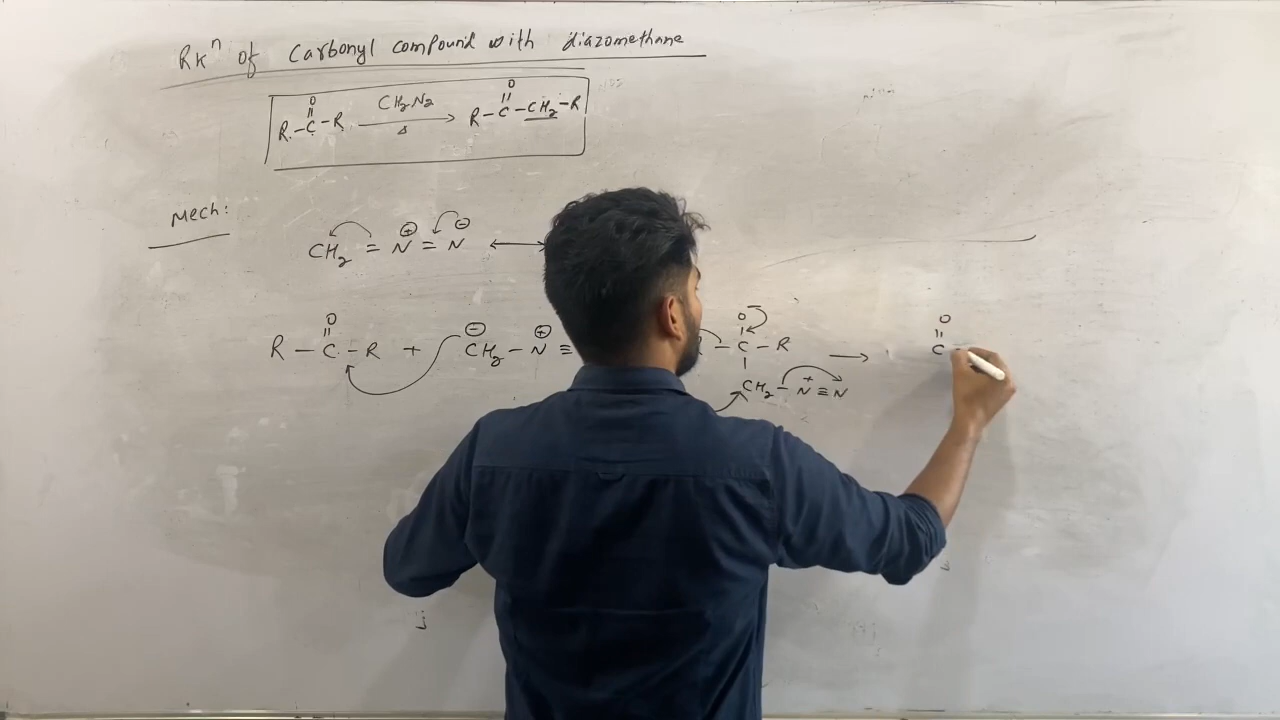 Rxⁿ of Carbonyl compound with diazomethane
O O
R-C-R CH₂N₂ → R-C-CH₂-R
Δ
Mech:
CH₂=N⊕=N⊖ ↔
O ⊖ ⊕ O O
R-C-R + CH₂-N≡ -C-R → C
CH₂-N⁺≡N